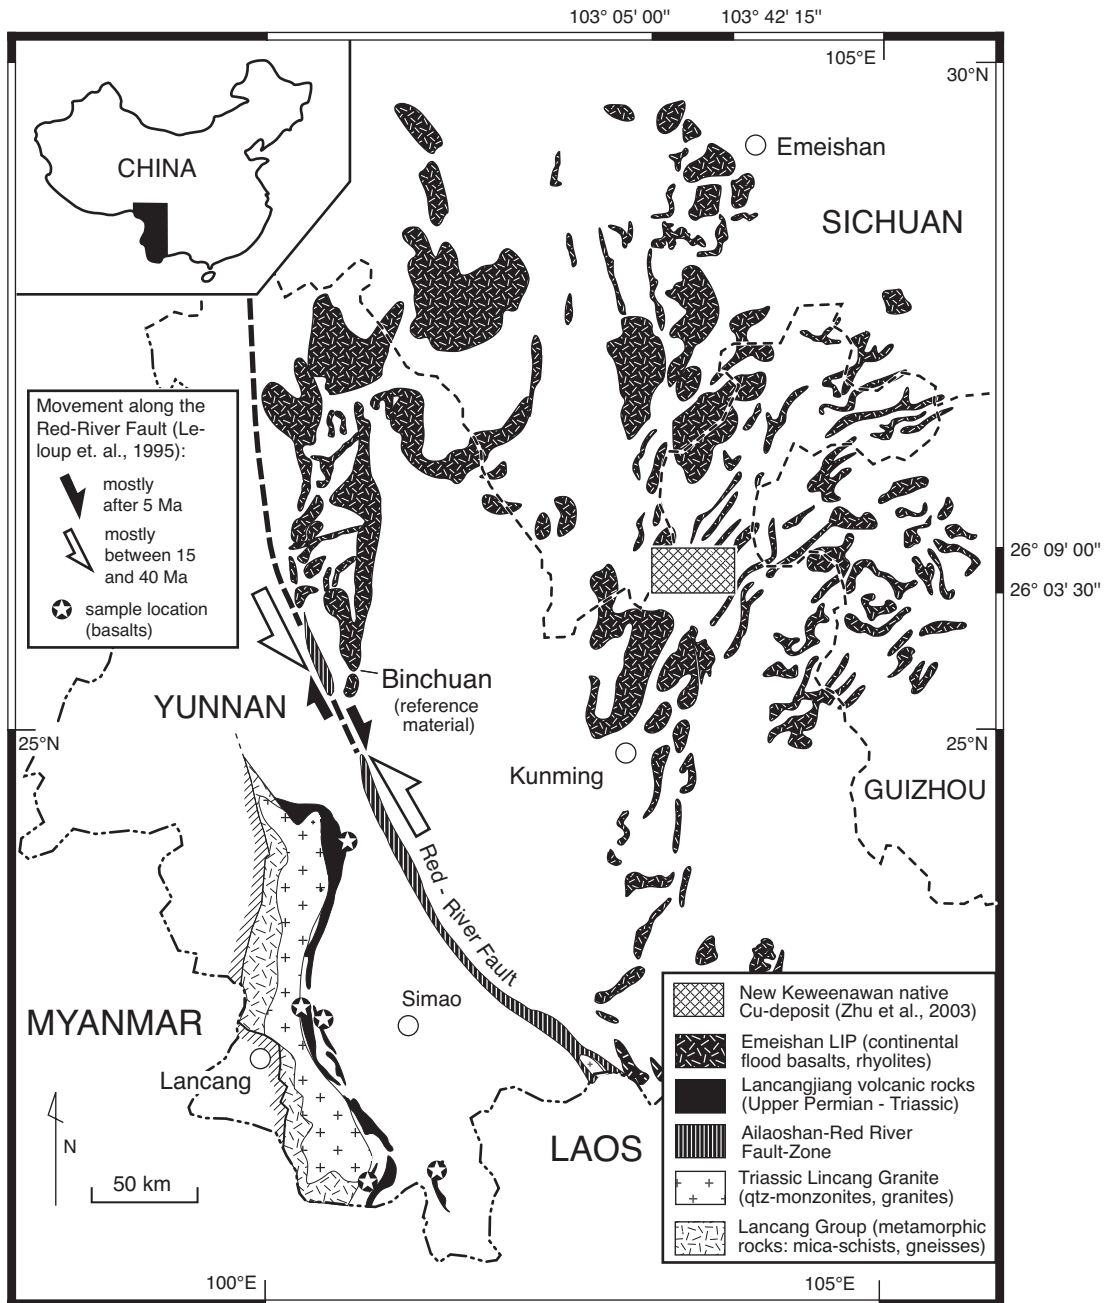 103° 05' 00"
103° 42' 15"
105°E
30°N
CHINA
Emeishan
SICHUAN
Movement along the
Red-River Fault (Le-
loup et. al., 1995):
mostly
after 5 Ma
mostly
between 15
and 40 Ma
sample location
(basalts)
26° 09' 00"
26° 03' 30"
Binchuan
(reference
material)
YUNNAN
25°N
25°N
Kunming
GUIZHOU
Red - River Fault
Simao
MYANMAR
Lancang
N
50 km
LAOS
New Keweenawan native
Cu-deposit (Zhu et al., 2003)
Emeishan LIP (continental
flood basalts, rhyolites)
Lancangjiang volcanic rocks
(Upper Permian - Triassic)
Ailaoshan-Red River
Fault-Zone
Triassic Lincang Granite
(qtz-monzonites, granites)
Lancang Group (metamorphic
rocks: mica-schists, gneisses)
100°E
105°E